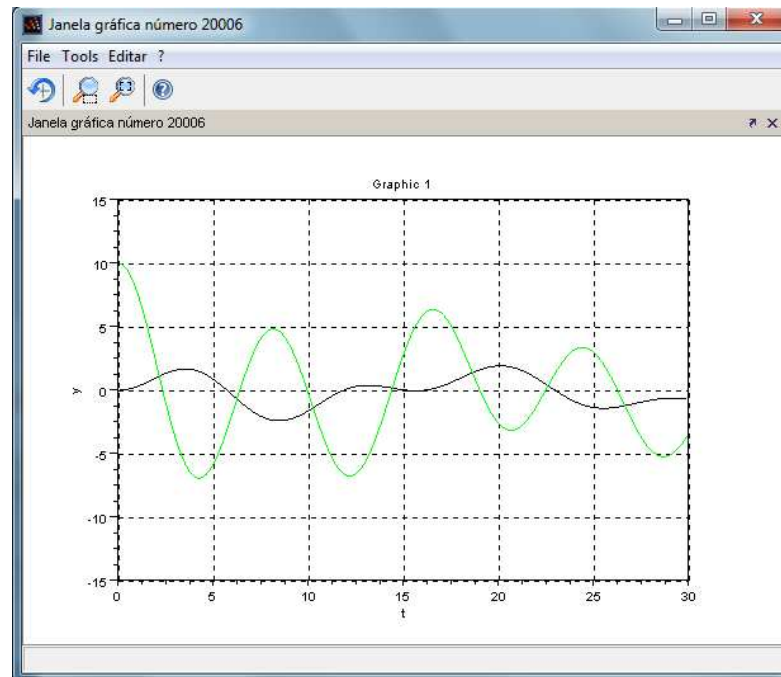 Janela gráfica número 20006
File Tools Editar ?
Janela gráfica número 20006
Graphic 1
15
10
5
0
-5
-10
-15
y
0 5 10 15 20 25 30
t